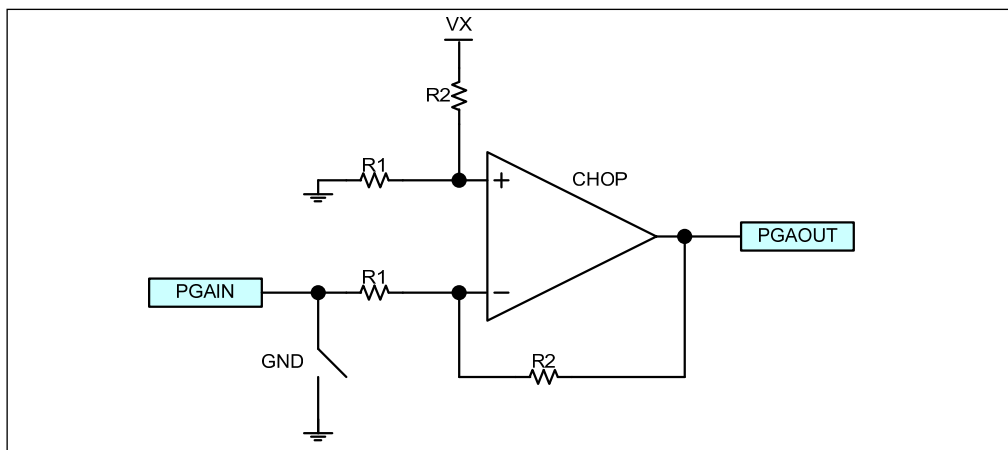 VX
R2
R1
CHOP
+
PGAOUT
R1
PGAIN
−
GND
R2